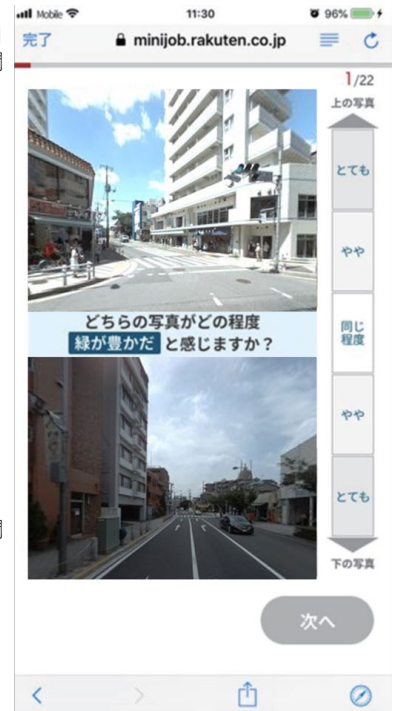 Mobile 11:30 96%
完了 minijob.rakuten.co.jp
1/22
上の写真
とても
やや
どちらの写真がどの程度
緑が豊かだ と感じますか？
同じ
程度
やや
とても
下の写真
次へ